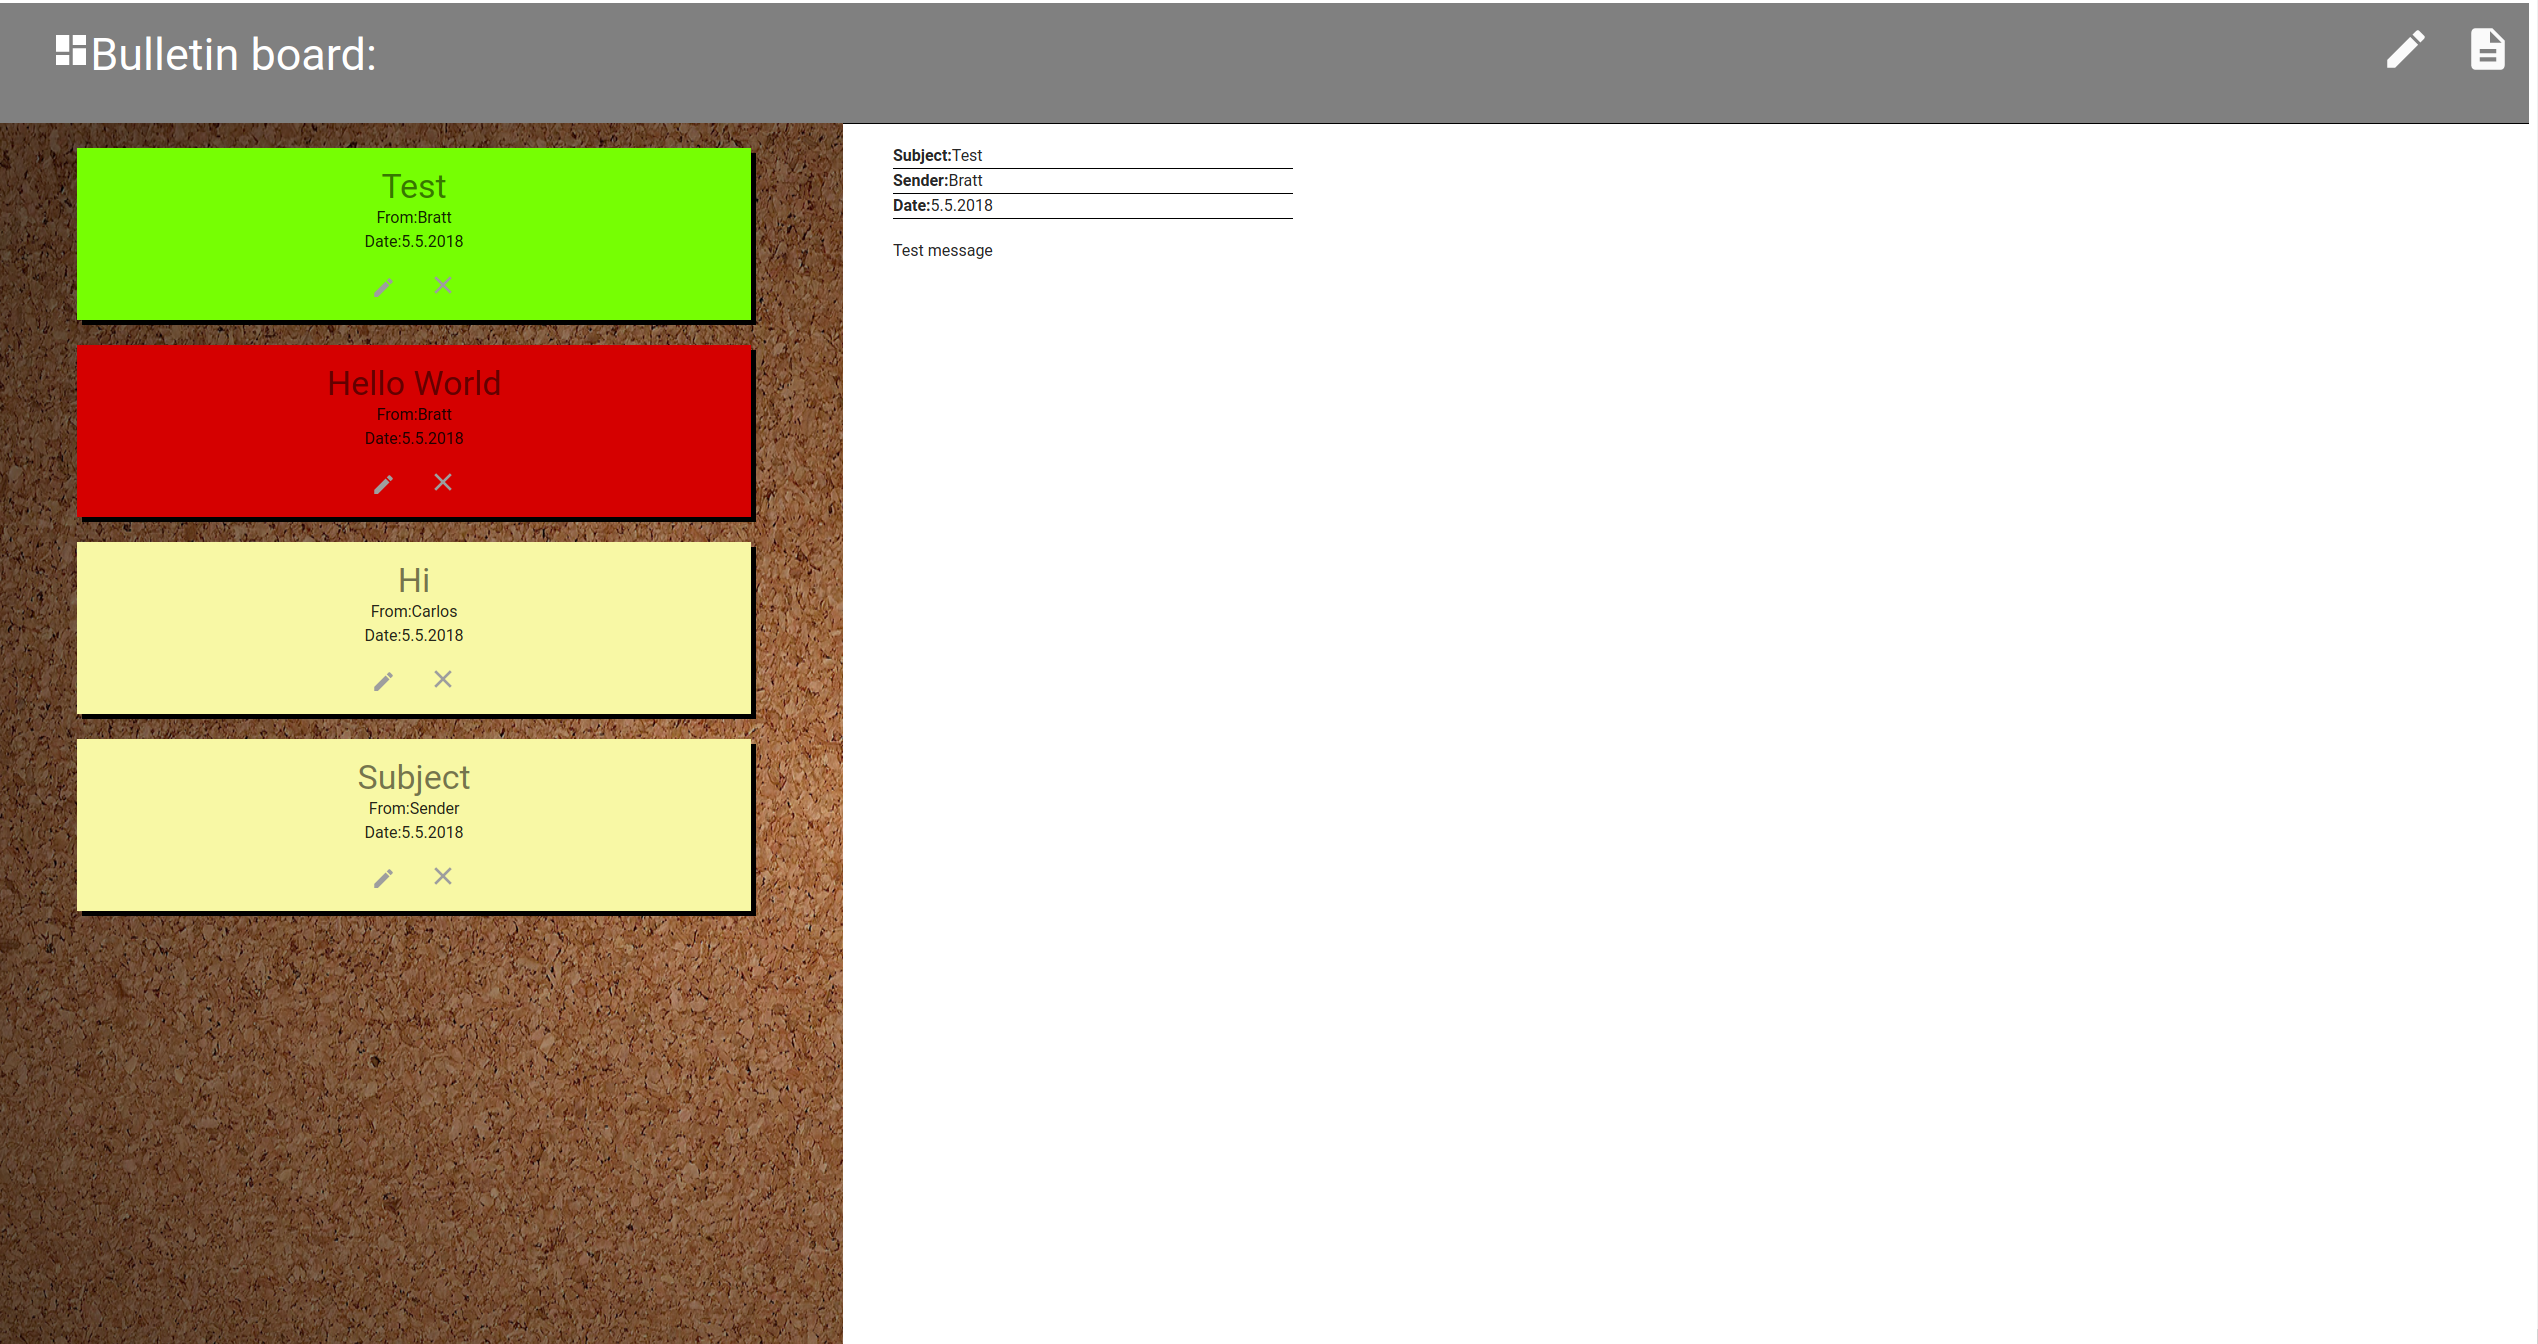 Bulletin board:
Test
From:Bratt
Date:5.5.2018
Hello World
From:Bratt
Date:5.5.2018
Hi
From:Carlos
Date:5.5.2018
Subject
From:Sender
Date:5.5.2018
Subject:Test
Sender:Bratt
Date:5.5.2018
Test message